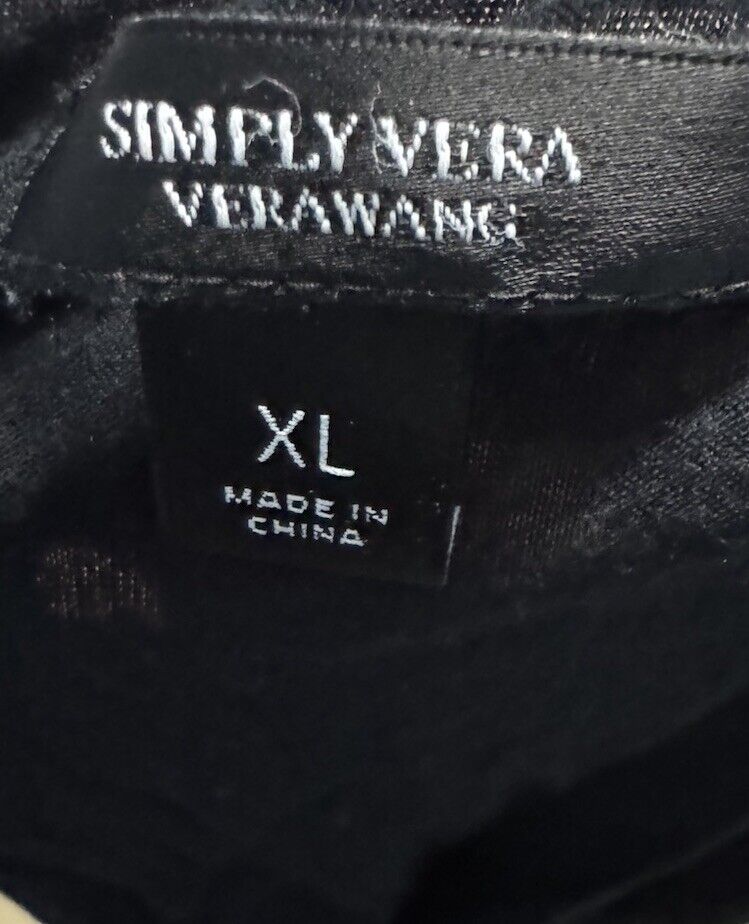 SIMPLY VERA
VERAWANG
XL
MADE IN
CHINA